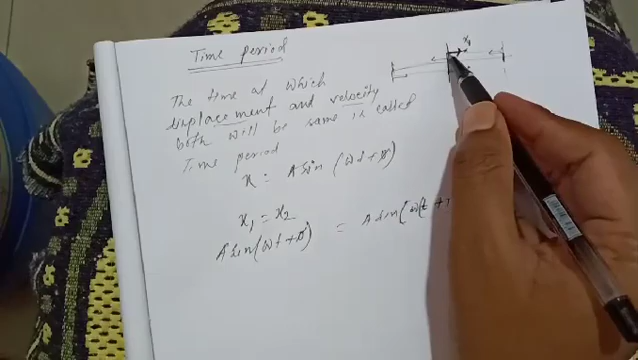 Time period
x₁
The time at which
displacement and velocity
both will be same is called
Time period
x = A sin (ωt + ø)
x₁ = x₂
A sin(ωt + ø) = A sin(ω(t +